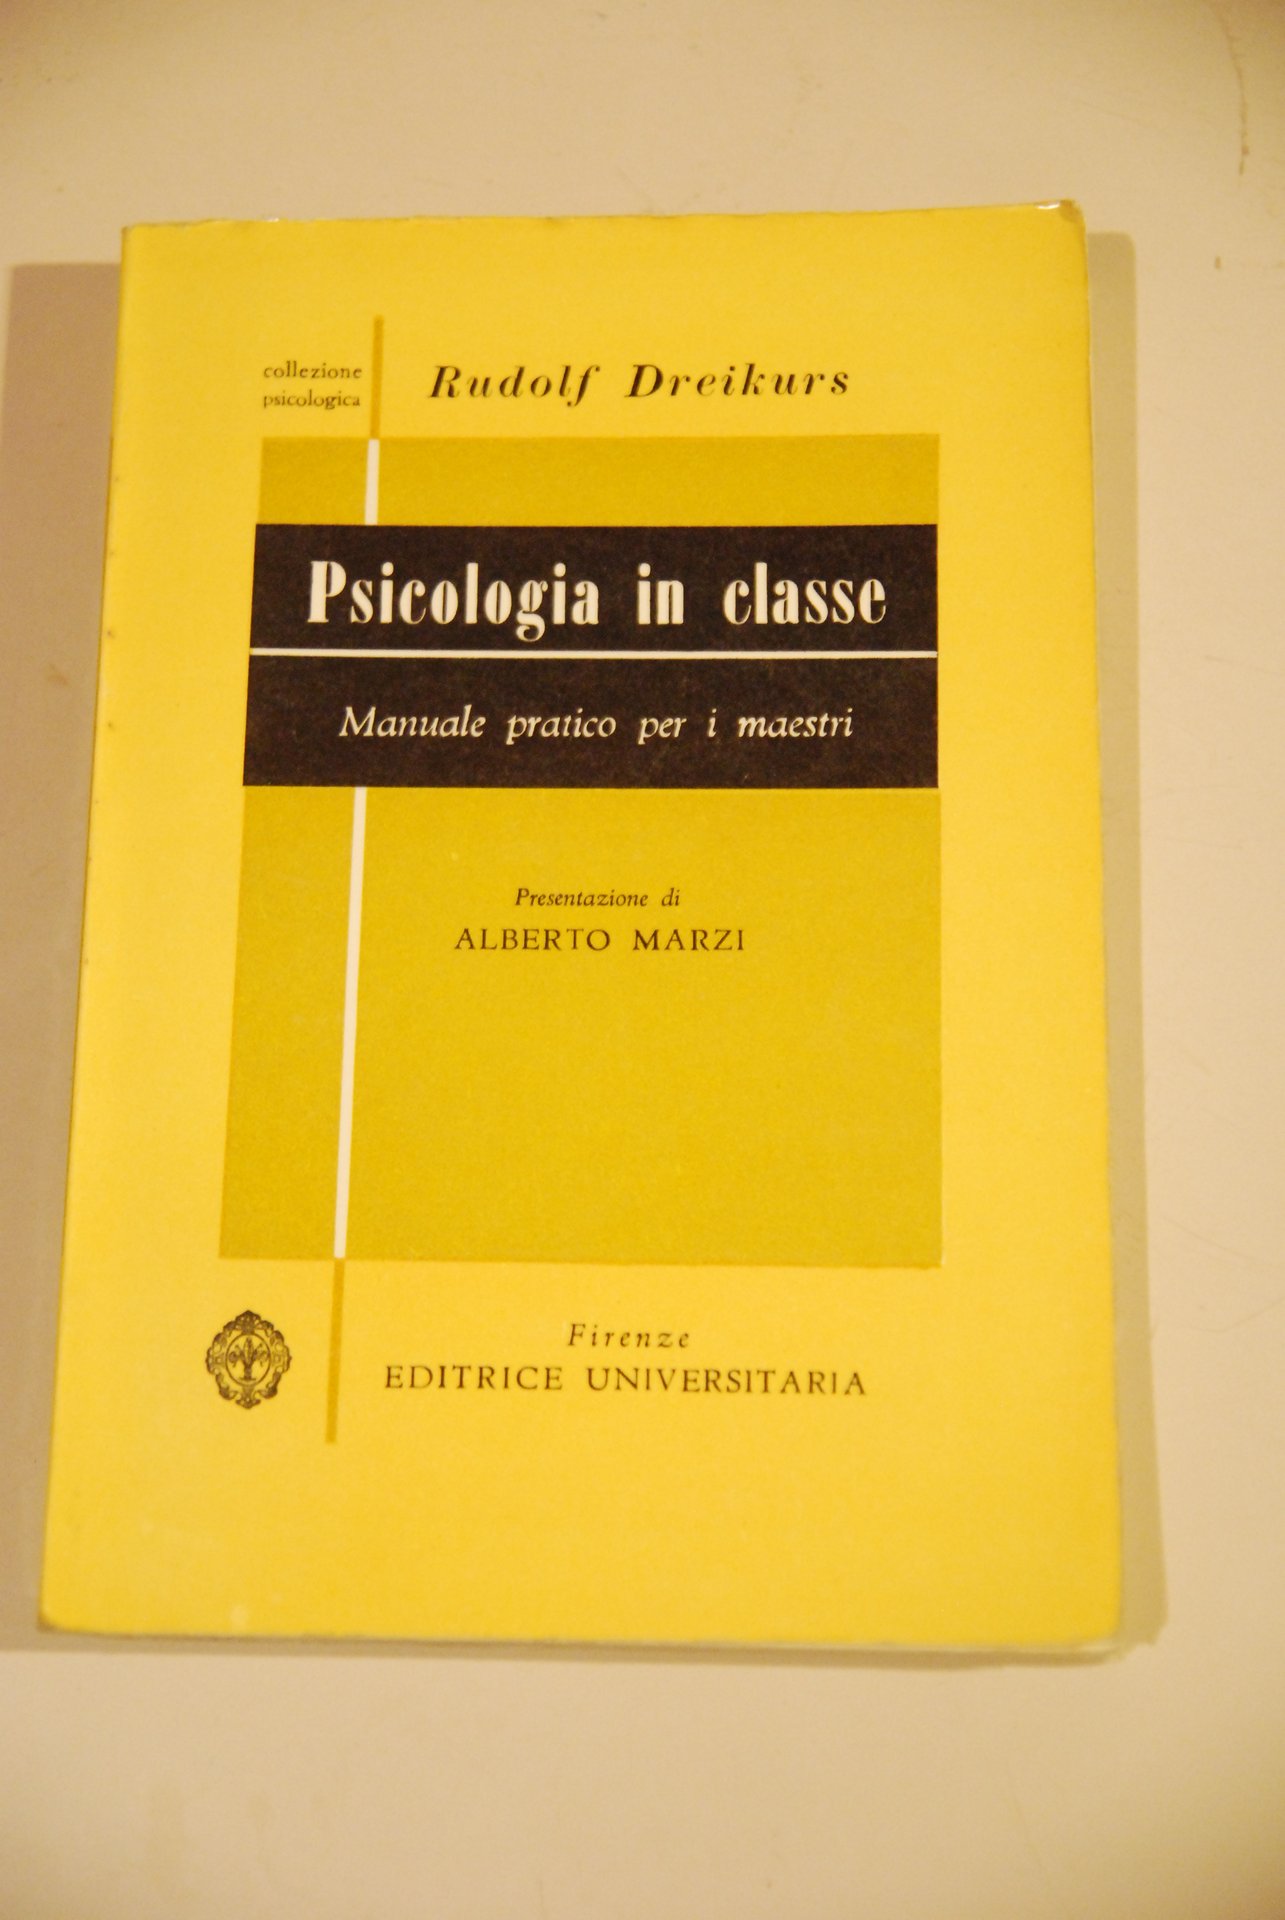 collezione
psicologica
Rudolf Dreikurs
Psicologia in classe
Manuale pratico per i maestri
Presentazione di
ALBERTO MARZI
Firenze
EDITRICE UNIVERSITARIA